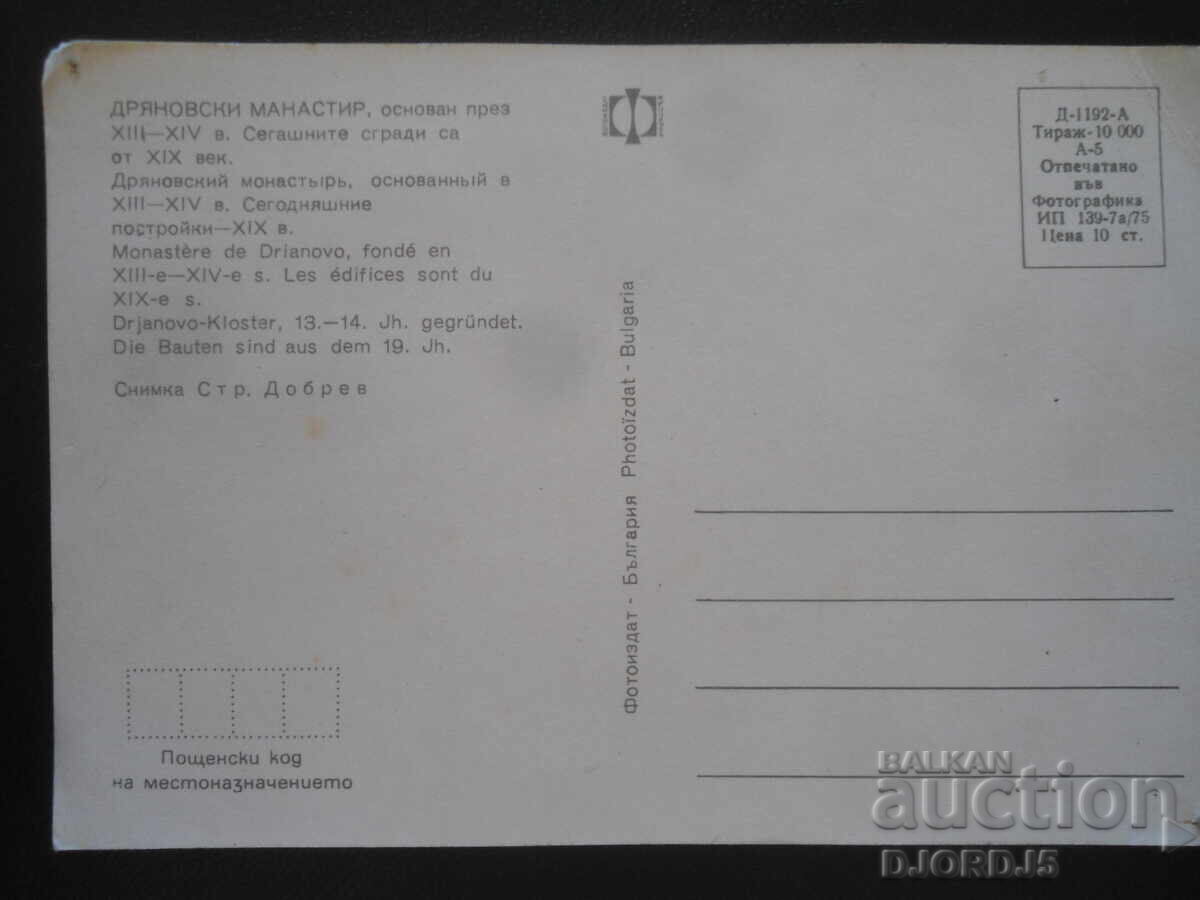 ДРЯНОВСКИ МАНАСТИР, основан през
XIII—XIV в. Сегашните сгради са
от XIX век.
Дряновский монастырь, основанный в
XIII—XIV в. Сегодняшние
постройки—XIX в.
Monastère de Drianovo, fondé en
XIII-e—XIV-e s. Les édifices sont du
XIX-e s.
Drjanovo-Kloster, 13.—14. Jh. gegründet.
Die Bauten sind aus dem 19. Jh.
Снимка Стр. Добрев
Пощенски код
на местоназначението
Фотоиздат - България Photoïzdat - Bulgaria
Д-1192-А
Тираж-10 000
А-5
Отпечатано
във
Фотографика
ИП 139-7а/75
Цена 10 ст.
BALKAN
auction
DJORDJ5